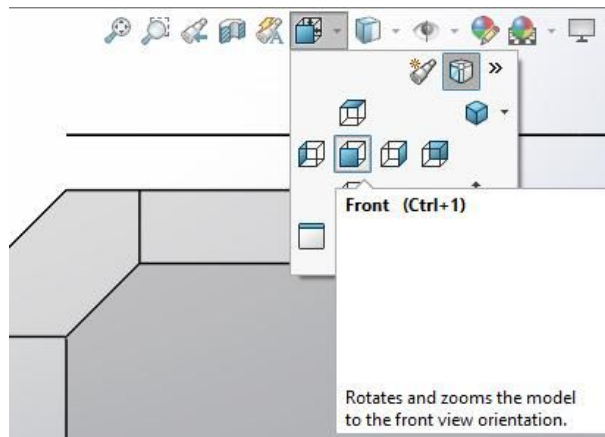 »
Front (Ctrl+1)
Rotates and zooms the model
to the front view orientation.